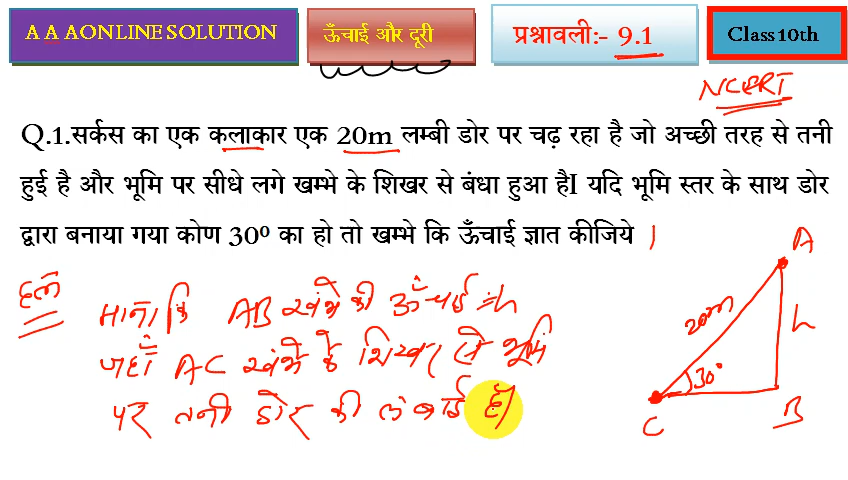 A A AONLINE SOLUTION
ऊँचाई और दूरी
प्रश्नावली:- 9.1
Class 10th
NCERT
Q.1.सर्कस का एक कलाकार एक 20m लम्बी डोर पर चढ़ रहा है जो अच्छी तरह से तनी
हुई है और भूमि पर सीधे लगे खम्भे के शिखर से बंधा हुआ है। यदि भूमि स्तर के साथ डोर
द्वारा बनाया गया कोण 30⁰ का हो तो खम्भे कि ऊँचाई ज्ञात कीजिये ।
हल
माना कि AB खंभे की ऊँचाई = h
जहाँ AC खंभे के शिखर से भूमि
पर तनी डोर की लंबाई है।
A
20m
h
30°
C
B